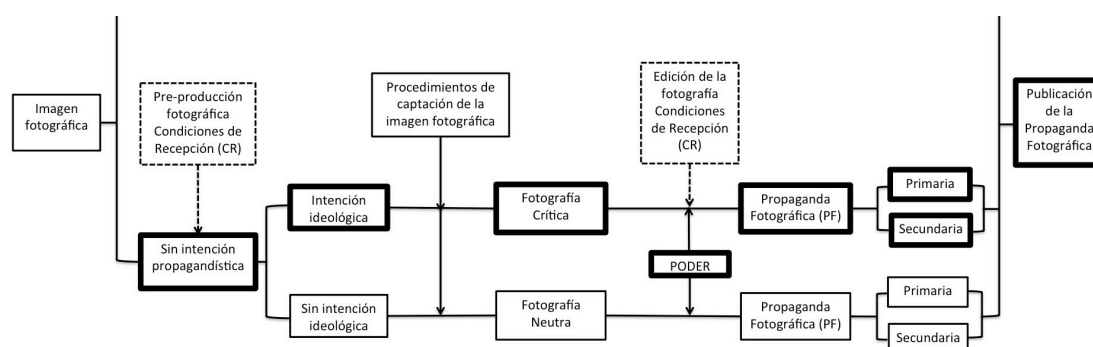 Imagen
fotográfica
Pre-producción
fotográfica
Condiciones de
Recepción (CR)
Procedimientos de
captación de la
imagen fotográfica
Edición de la
fotografía
Condiciones
de Recepción
(CR)
Publicación
de la
Propaganda
Fotográfica
Sin intención
propagandística
Intención
ideológica
Fotografía
Crítica
Propaganda
Fotográfica (PF)
Primaria
Secundaria
PODER
Sin intención
ideológica
Fotografía
Neutra
Propaganda
Fotográfica (PF)
Primaria
Secundaria